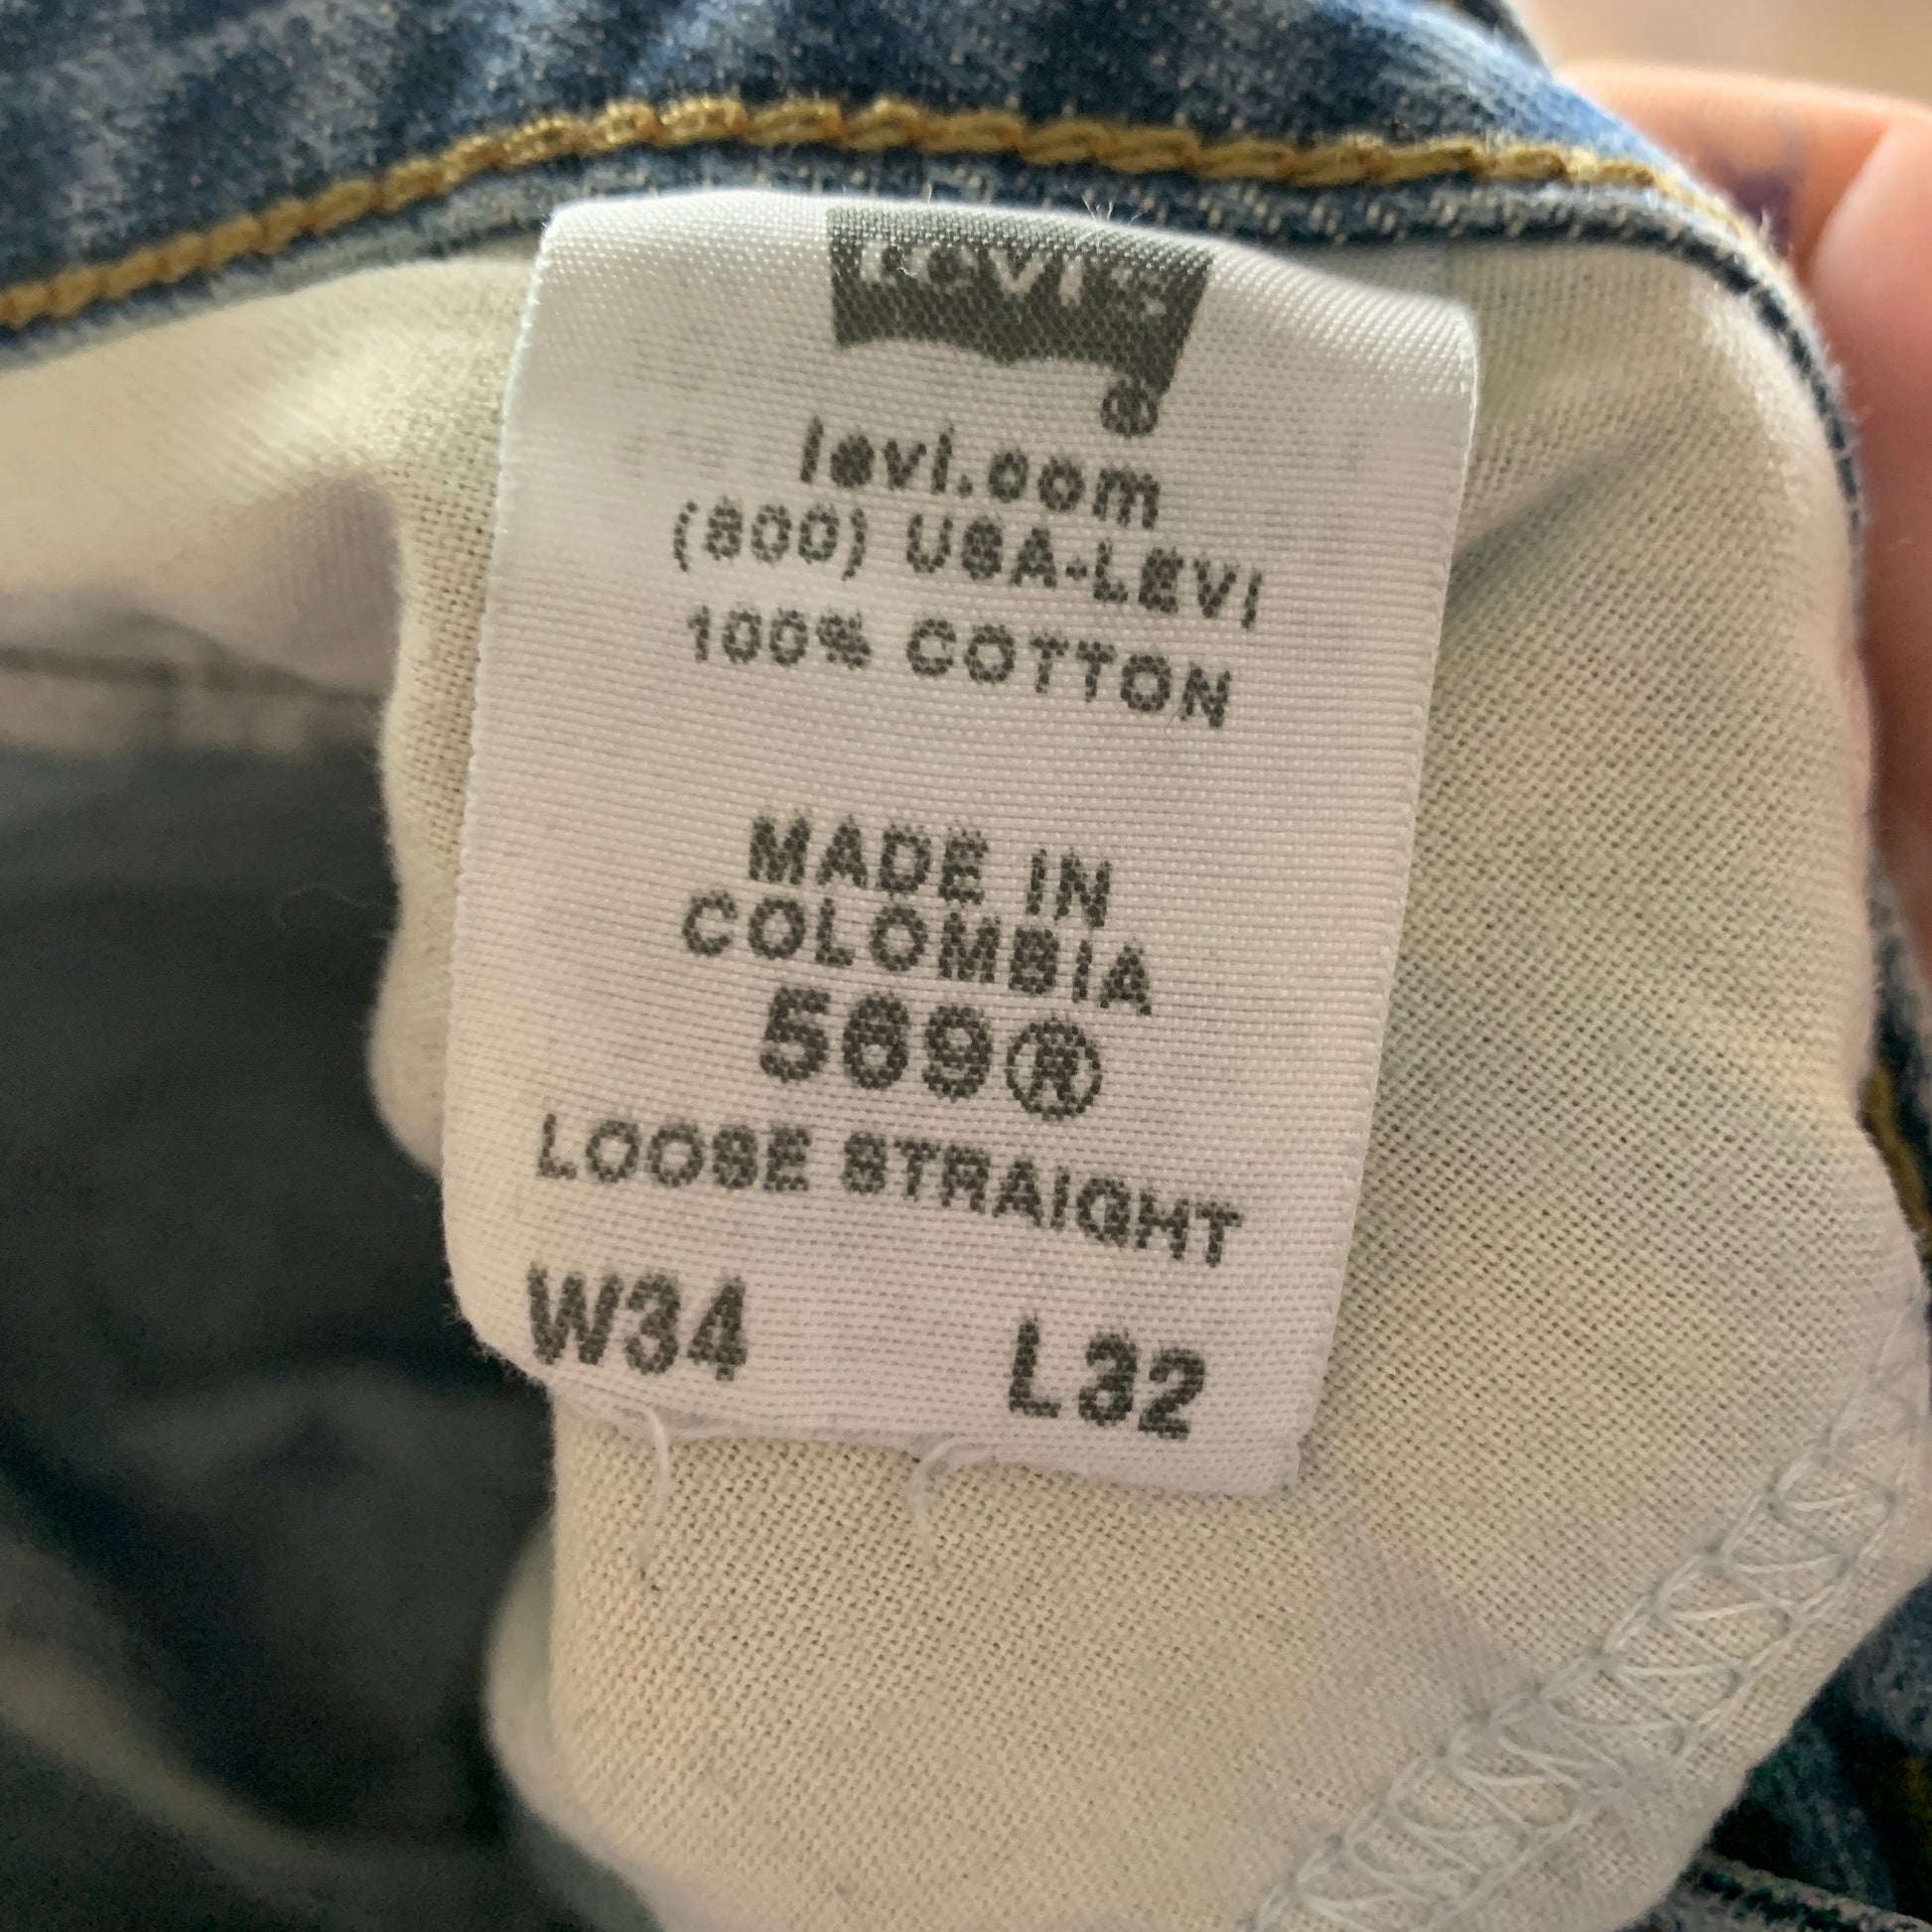 Levi's
®
levi.com
(800) USA-LEVI
100% COTTON
MADE IN
COLOMBIA
569®
LOOSE STRAIGHT
W34 L32